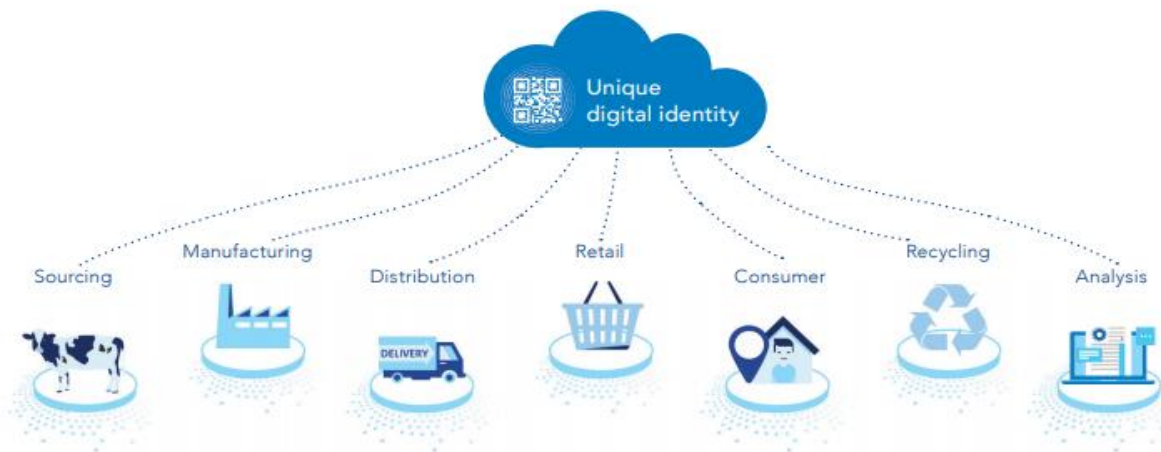 Unique
digital identity
Sourcing
Manufacturing
Distribution
Retail
Consumer
Recycling
Analysis
DELIVERY